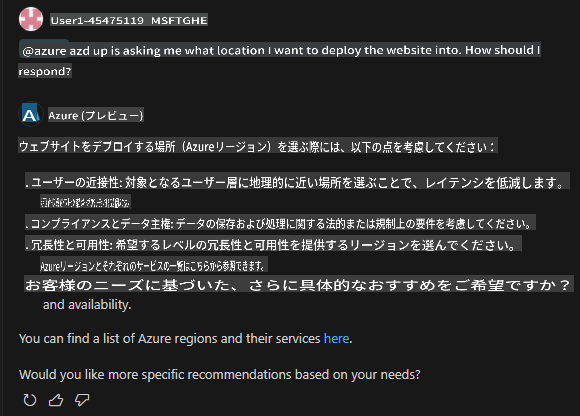 User1-45475119_MSFTGHE
@azure azd up is asking me what location I want to deploy the website into. How should I
respond?
Azure (プレビュー)
ウェブサイトをデプロイする場所（Azureリージョン）を選ぶ際には、以下の点を考慮してください：
. ユーザーの近接性: 対象となるユーザー層に地理的に近い場所を選ぶことで、レイテンシを低減します。
. コンプライアンスとデータ主権: データの保存および処理に関する法的または規制上の要件を考慮してください。
. 冗長性と可用性: 希望するレベルの冗長性と可用性を提供するリージョンを選んでください。
Azureリージョンとそれぞれのサービスの一覧はこちらから参照できます。
お客様のニーズに基づいた、さらに具体的なおすすめをご希望ですか？
and availability.
You can find a list of Azure regions and their services here.
Would you like more specific recommendations based on your needs?